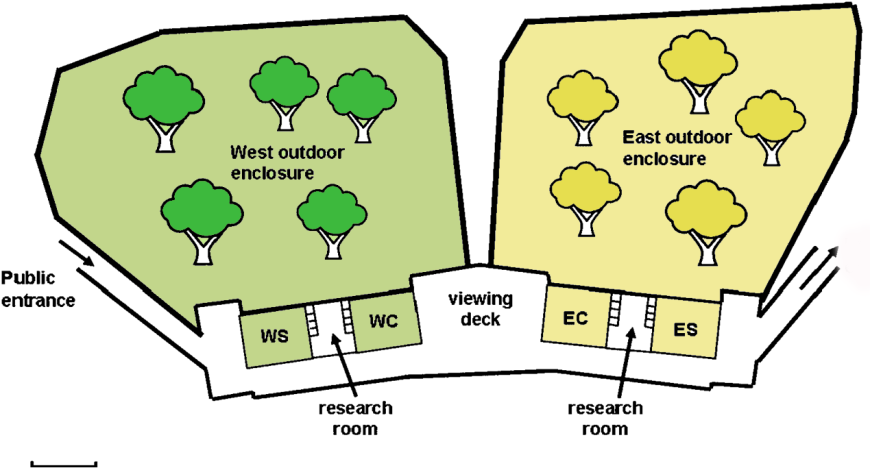 West outdoor
enclosure
East outdoor
enclosure
Public
entrance
viewing
deck
WS
WC
EC
ES
research
room
research
room